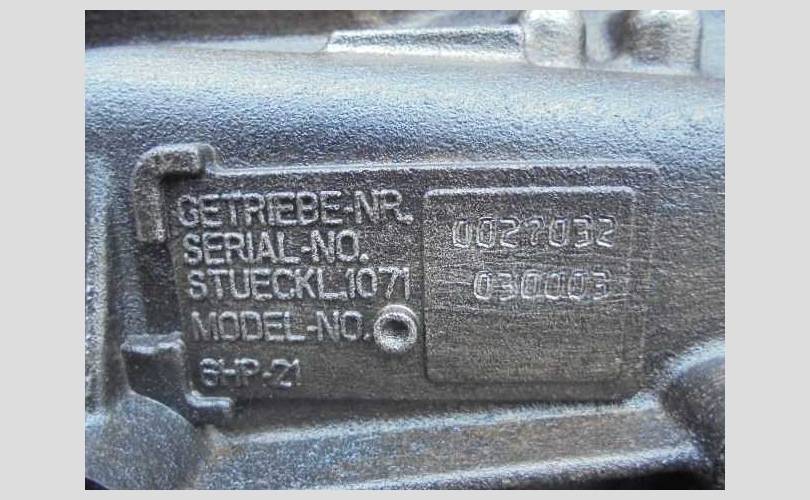 GETRIEBE-NR.
SERIAL-NO.
STUECKL.1071
MODEL-NO.
6HP-21
0027032
030003